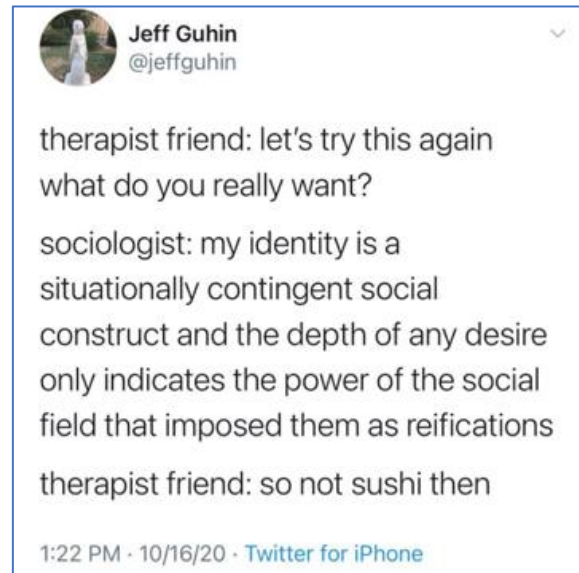 Jeff Guhin
@jeffguhin
therapist friend: let's try this again
what do you really want?
sociologist: my identity is a
situationally contingent social
construct and the depth of any desire
only indicates the power of the social
field that imposed them as reifications
therapist friend: so not sushi then
1:22 PM · 10/16/20 · Twitter for iPhone